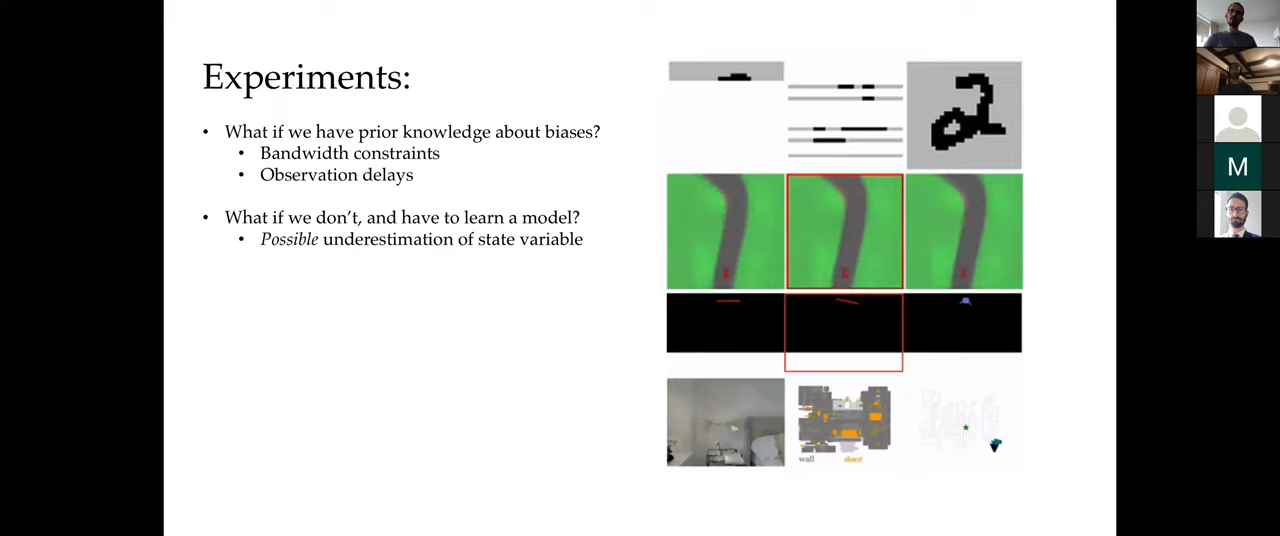 Experiments:
• What if we have prior knowledge about biases?
• Bandwidth constraints
• Observation delays
• What if we don't, and have to learn a model?
• Possible underestimation of state variable
wall door
M